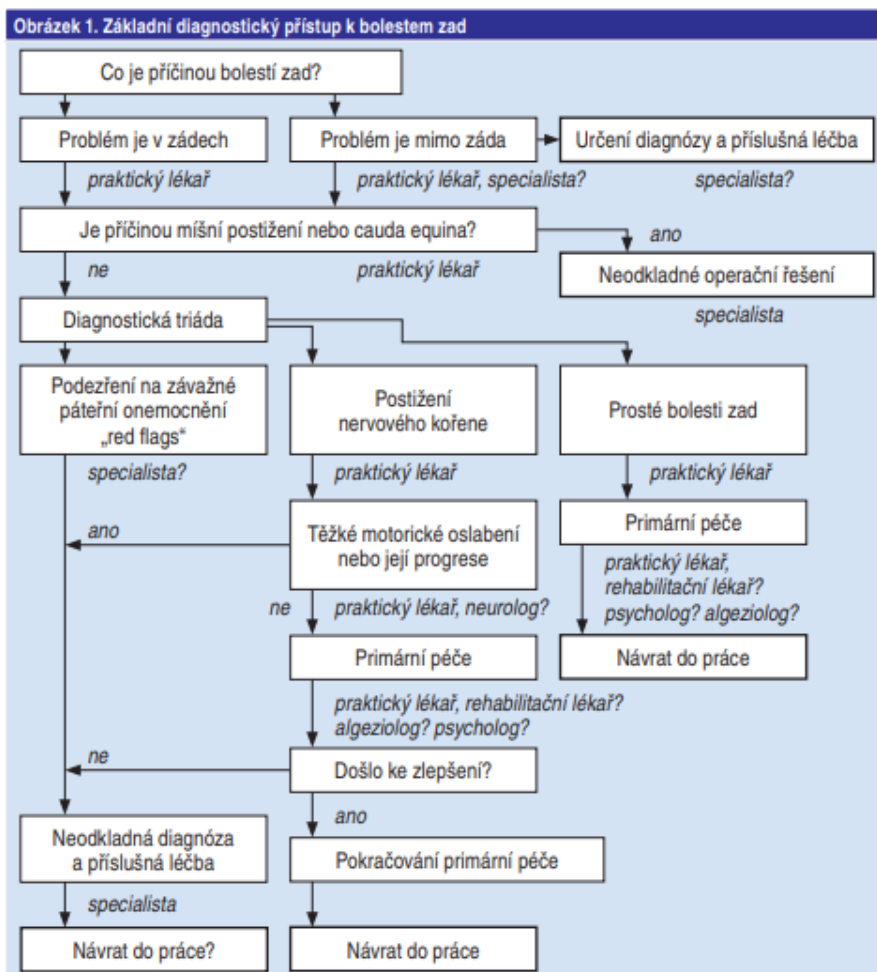 Obrázek 1. Základní diagnostický přístup k bolestem zad
Co je příčinou bolestí zad?
Problém je v zádech
Problém je mimo záda
Určení diagnózy a příslušná léčba
praktický lékař
praktický lékař, specialista?
specialista?
Je příčinou míšní postižení nebo cauda equina?
ano
ne
praktický lékař
Neodkladné operační řešení
specialista
Diagnostická triáda
Podezření na závažné
páteřní onemocnění
„red flags“
Postižení
nervového kořene
Prosté bolesti zad
specialista?
praktický lékař
praktický lékař
ano
Těžké motorické oslabení
nebo její progrese
Primární péče
praktický lékař,
rehabilitační lékař?
psycholog? algeziolog?
ne
praktický lékař, neurolog?
Primární péče
Návrat do práce
praktický lékař, rehabilitační lékař?
algeziolog? psycholog?
ne
Došlo ke zlepšení?
ano
Neodkladná diagnóza
a příslušná léčba
Pokračování primární péče
specialista
Návrat do práce?
Návrat do práce